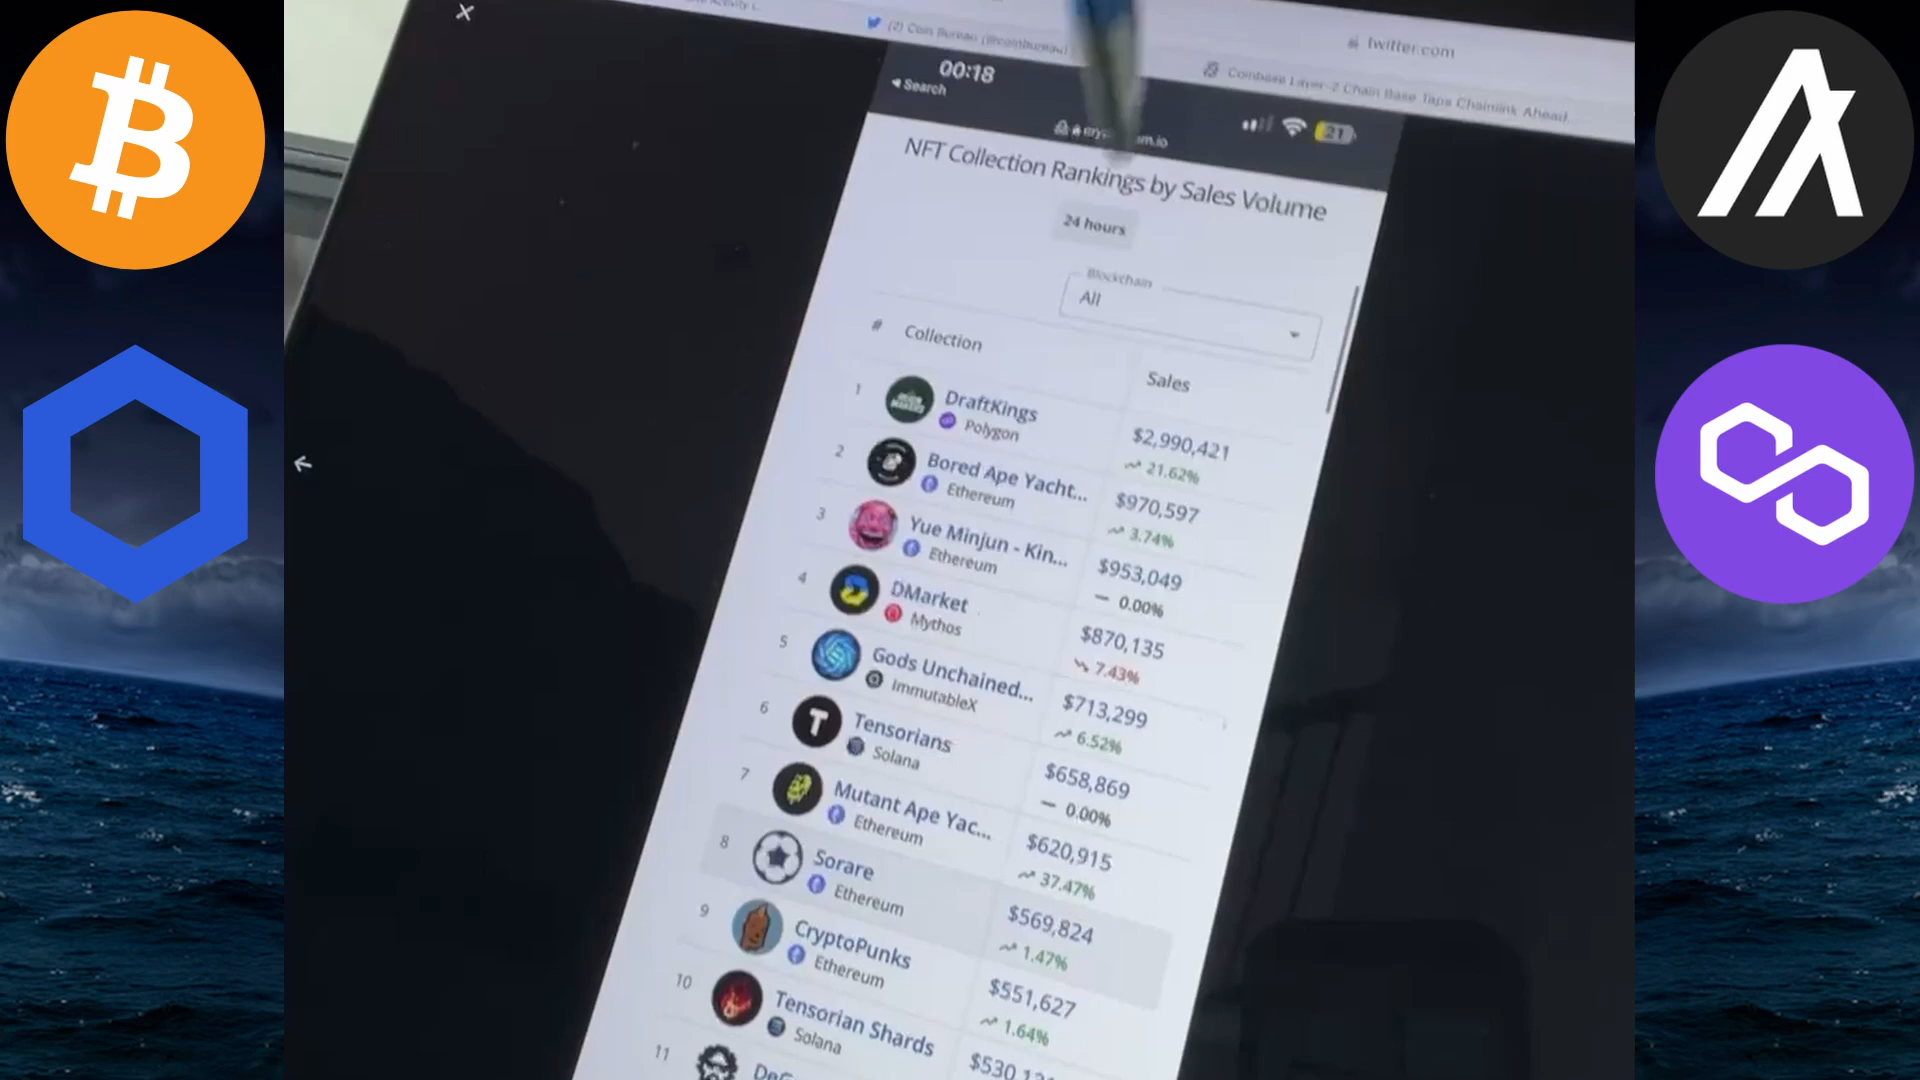 (2) Coin Bureau (@coinbureau)
twitter.com
Coinbase Layer-2 Chain Base Taps Chainlink Ahead
00:18
Search
21
NFT Collection Rankings by Sales Volume
24 hours
Blockchain
All
# Collection Sales
1 DraftKings $2,990,421
Polygon 21.62%
2 Bored Ape Yacht... $970,597
Ethereum 3.74%
3 Yue Minjun - Kin... $953,049
Ethereum 0.00%
4 DMarket $870,135
Mythos 7.43%
5 Gods Unchained... $713,299
ImmutableX 6.52%
6 Tensorians $658,869
Solana 0.00%
7 Mutant Ape Yac... $620,915
Ethereum 37.47%
8 Sorare $569,824
Ethereum 1.47%
9 CryptoPunks $551,627
Ethereum 1.64%
10 Tensorian Shards
Solana
11